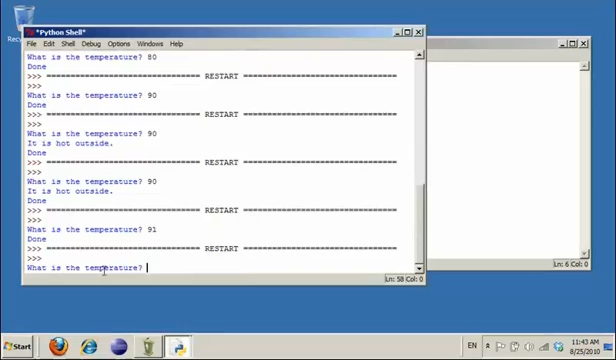 Recy
*Python Shell*
File Edit Shell Debug Options Windows Help
What is the temperature? 80
Done
>>> ================================ RESTART ================================
>>>
What is the temperature? 90
Done
>>> ================================ RESTART ================================
>>>
What is the temperature? 90
It is hot outside.
Done
>>> ================================ RESTART ================================
>>>
What is the temperature? 90
It is hot outside.
Done
>>> ================================ RESTART ================================
>>>
What is the temperature? 91
Done
>>> ================================ RESTART ================================
>>>
What is the temperature?
Ln: 58 Col: 0
Ln: 6 Col: 0
Start
EN
11:43 AM
8/25/2010